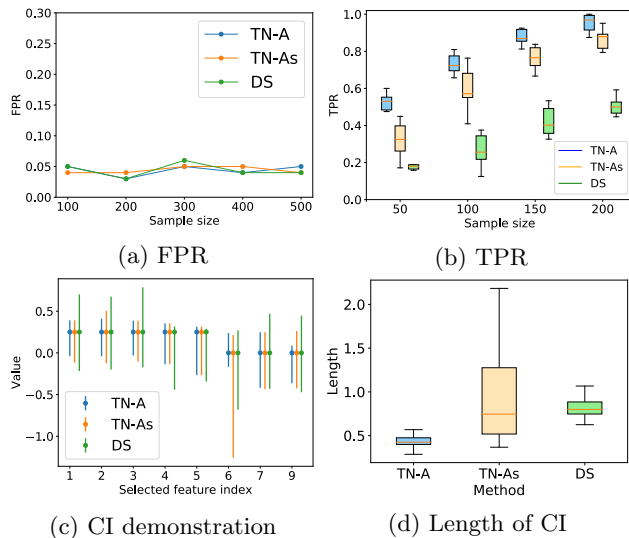 0.30
0.25
0.20
0.15
0.10
0.05
0.00
FPR
TN-A
TN-As
DS
100 200 300 400 500
Sample size
(a) FPR
1.0
0.8
0.6
0.4
0.2
0.0
TPR
TN-A
TN-As
DS
50 100 150 200
Sample size
(b) TPR
0.5
0.0
−0.5
−1.0
Value
TN-A
TN-As
DS
1 2 3 4 5 6 7 9
Selected feature index
(c) CI demonstration
2.0
1.5
1.0
0.5
Length
TN-A TN-As DS
Method
(d) Length of CI